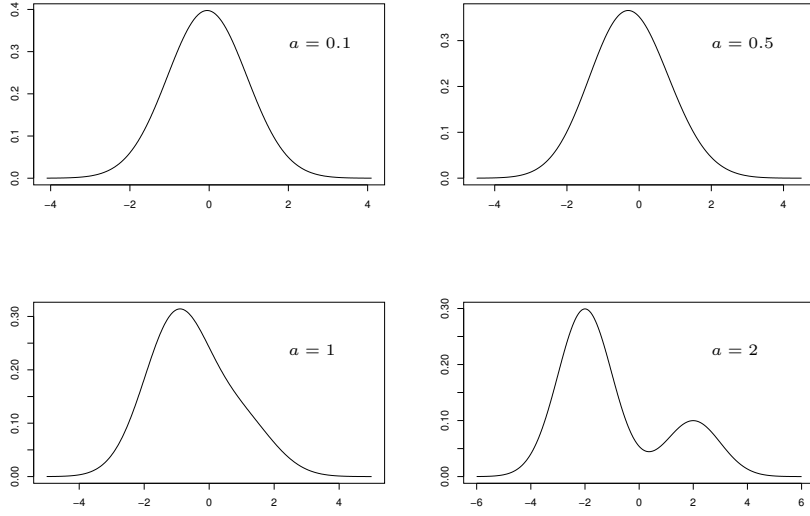 0.0 0.1 0.2 0.3 0.4
a = 0.1
−4 −2 0 2 4
0.0 0.1 0.2 0.3
a = 0.5
−4 −2 0 2 4
0.00 0.10 0.20 0.30
a = 1
−4 −2 0 2 4
0.00 0.10 0.20 0.30
a = 2
−6 −4 −2 0 2 4 6